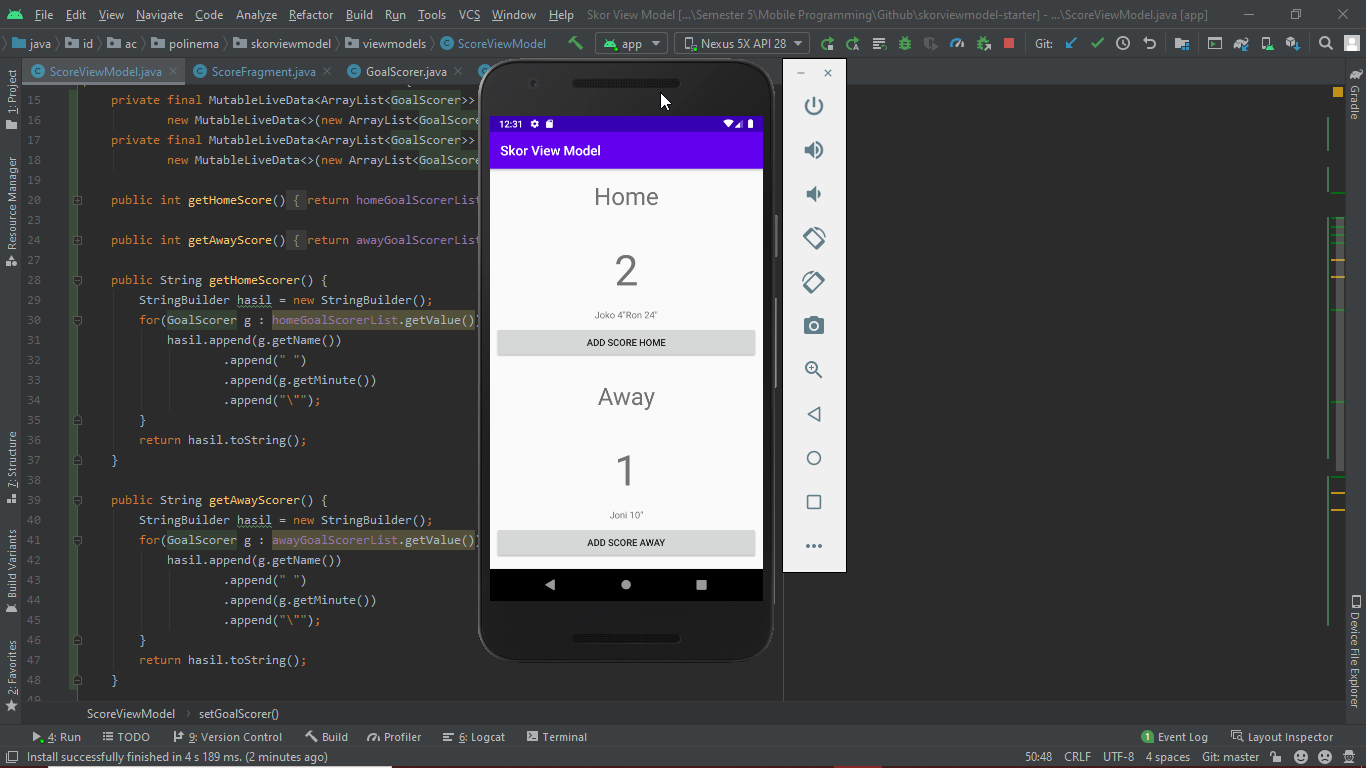 File Edit View Navigate Code Analyze Refactor Build Run Tools VCS Window Help Skor View Model [...\Semester 5\Mobile Programming\Github\skorviewmodel-starter] - ...\ScoreViewModel.java [app]
java id ac polinema skorviewmodel viewmodels ScoreViewModel app Nexus 5X API 28 Git:
ScoreViewModel.java ScoreFragment.java GoalScorer.java
1: Project
Resource Manager
7: Structure
Build Variants
2: Favorites
15 private final MutableLiveData<ArrayList<GoalScorer>>
16 new MutableLiveData<>(new ArrayList<GoalScore
17 private final MutableLiveData<ArrayList<GoalScorer>>
18 new MutableLiveData<>(new ArrayList<GoalScore
19
20 public int getHomeScore() { return homeGoalScorerList
23
24 public int getAwayScore() { return awayGoalScorerList
27
28 public String getHomeScorer() {
29 StringBuilder hasil = new StringBuilder();
30 for(GoalScorer g : homeGoalScorerList.getValue()
31 hasil.append(g.getName())
32 .append(" ")
33 .append(g.getMinute())
34 .append("\"");
35 }
36 return hasil.toString();
37 }
38
39 public String getAwayScorer() {
40 StringBuilder hasil = new StringBuilder();
41 for(GoalScorer g : awayGoalScorerList.getValue()
42 hasil.append(g.getName())
43 .append(" ")
44 .append(g.getMinute())
45 .append("\"");
46 }
47 return hasil.toString();
48 }
49
12:31
Skor View Model
Home
2
Joko 4"Ron 24"
ADD SCORE HOME
Away
1
Joni 10"
ADD SCORE AWAY
Gradle
Device File Explorer
ScoreViewModel setGoalScorer()
4: Run TODO 9: Version Control Build Profiler 6: Logcat Terminal 1 Event Log Layout Inspector
Install successfully finished in 4 s 189 ms. (2 minutes ago) 50:48 CRLF UTF-8 4 spaces Git: master